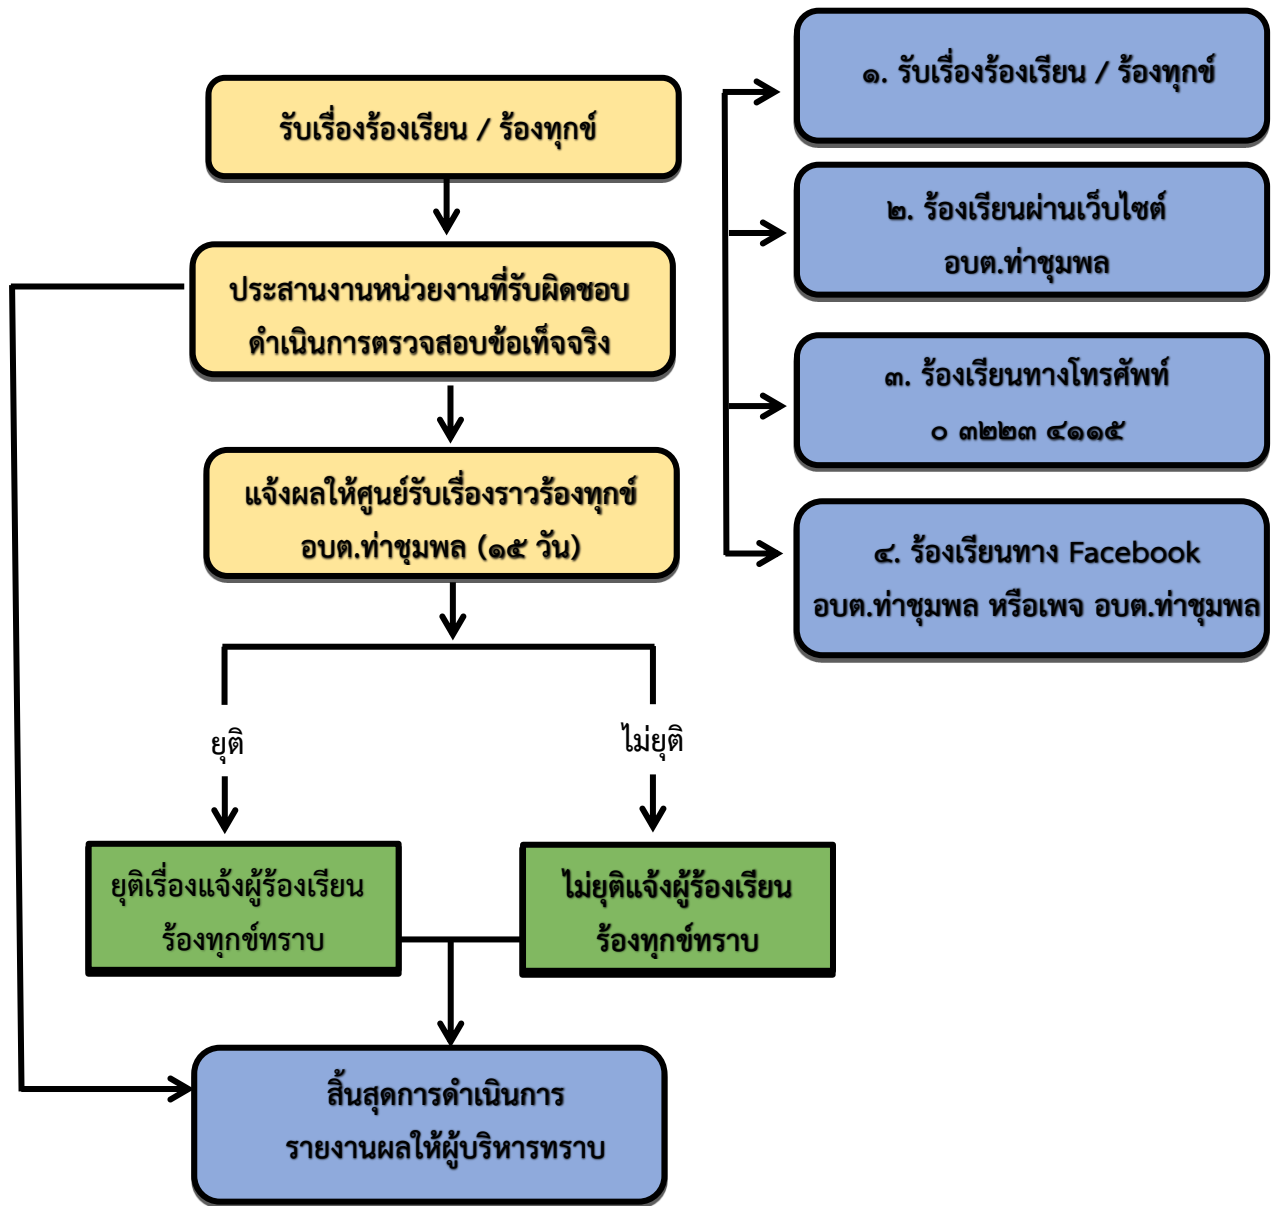 รับเรื่องร้องเรียน / ร้องทุกข์
ประสานงานหน่วยงานที่รับผิดชอบ
ดำเนินการตรวจสอบข้อเท็จจริง
แจ้งผลให้ศูนย์รับเรื่องราวร้องทุกข์
อบต.ท่าชุมพล (๑๕ วัน)
ยุติ
ไม่ยุติ
ยุติเรื่องแจ้งผู้ร้องเรียน
ร้องทุกข์ทราบ
ไม่ยุติแจ้งผู้ร้องเรียน
ร้องทุกข์ทราบ
สิ้นสุดการดำเนินการ
รายงานผลให้ผู้บริหารทราบ
๑. รับเรื่องร้องเรียน / ร้องทุกข์
๒. ร้องเรียนผ่านเว็บไซต์
อบต.ท่าชุมพล
๓. ร้องเรียนทางโทรศัพท์
๐ ๓๒๒๓ ๔๑๑๕
๔. ร้องเรียนทาง Facebook
อบต.ท่าชุมพล หรือเพจ อบต.ท่าชุมพล